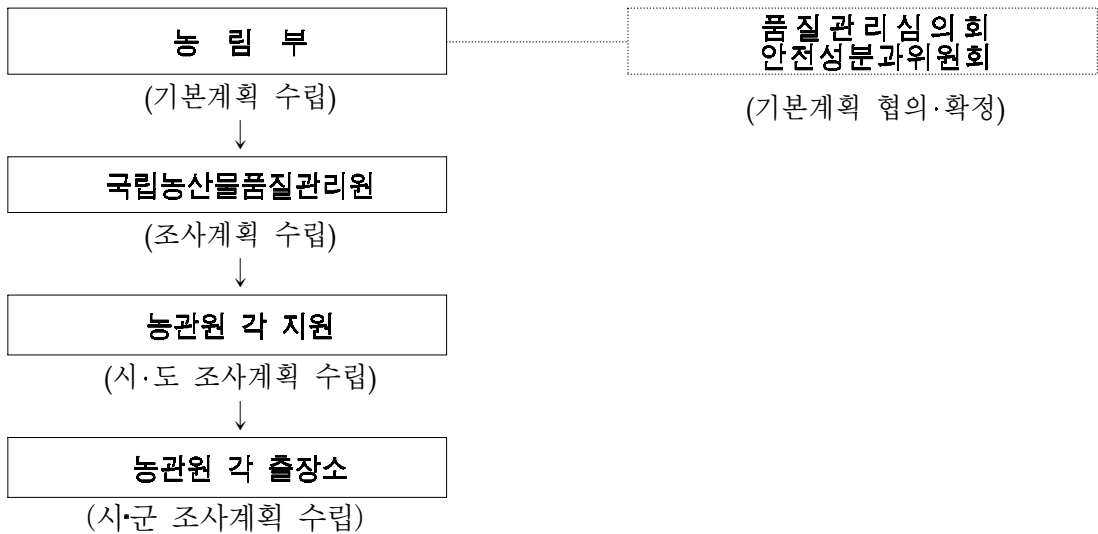 농 림 부
품질관리심의회
안전성분과위원회
(기본계획 수립)
(기본계획 협의·확정)
↓
국립농산물품질관리원
(조사계획 수립)
↓
농관원 각 지원
(시·도 조사계획 수립)
↓
농관원 각 출장소
(시·군 조사계획 수립)